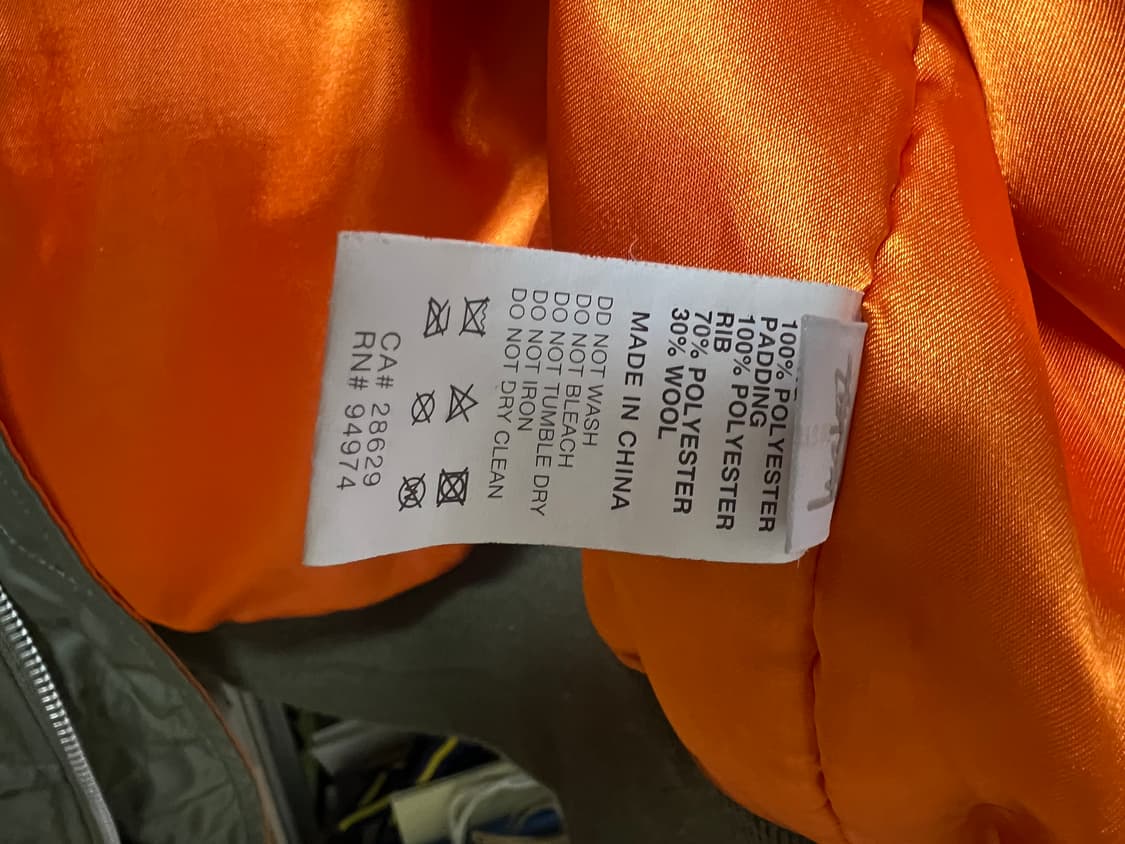 100% POLYESTER
PADDING
100% POLYESTER
RIB
70% POLYESTER
30% WOOL
MADE IN CHINA
DO NOT WASH
DO NOT BLEACH
DO NOT TUMBLE DRY
DO NOT IRON
DO NOT DRY CLEAN
CA# 28629
RN# 94974